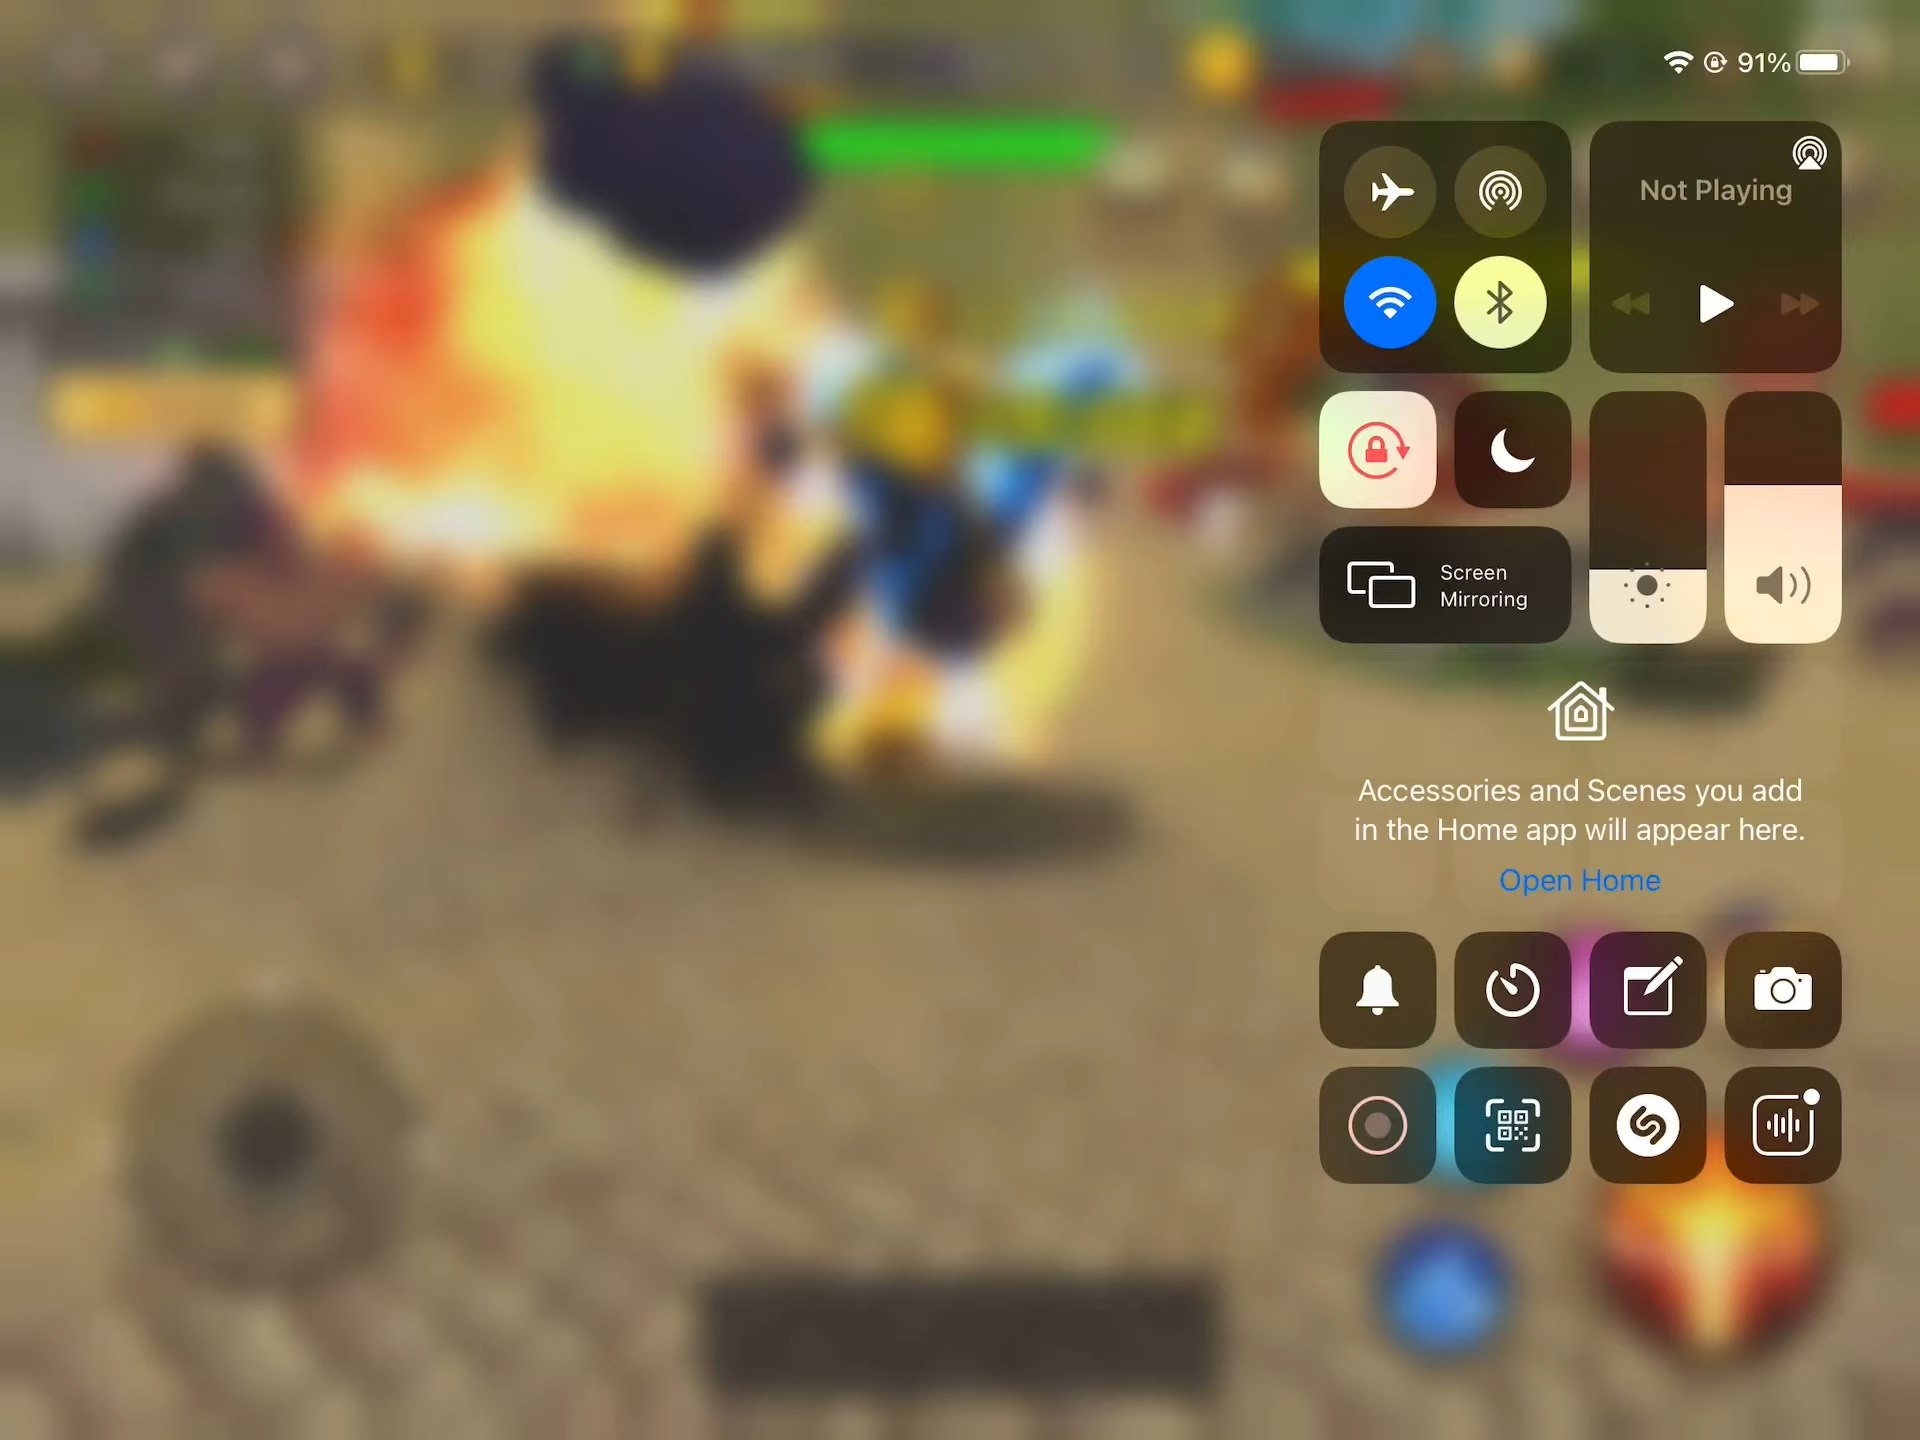 91%
Not Playing
Screen
Mirroring
Accessories and Scenes you add
in the Home app will appear here.
Open Home